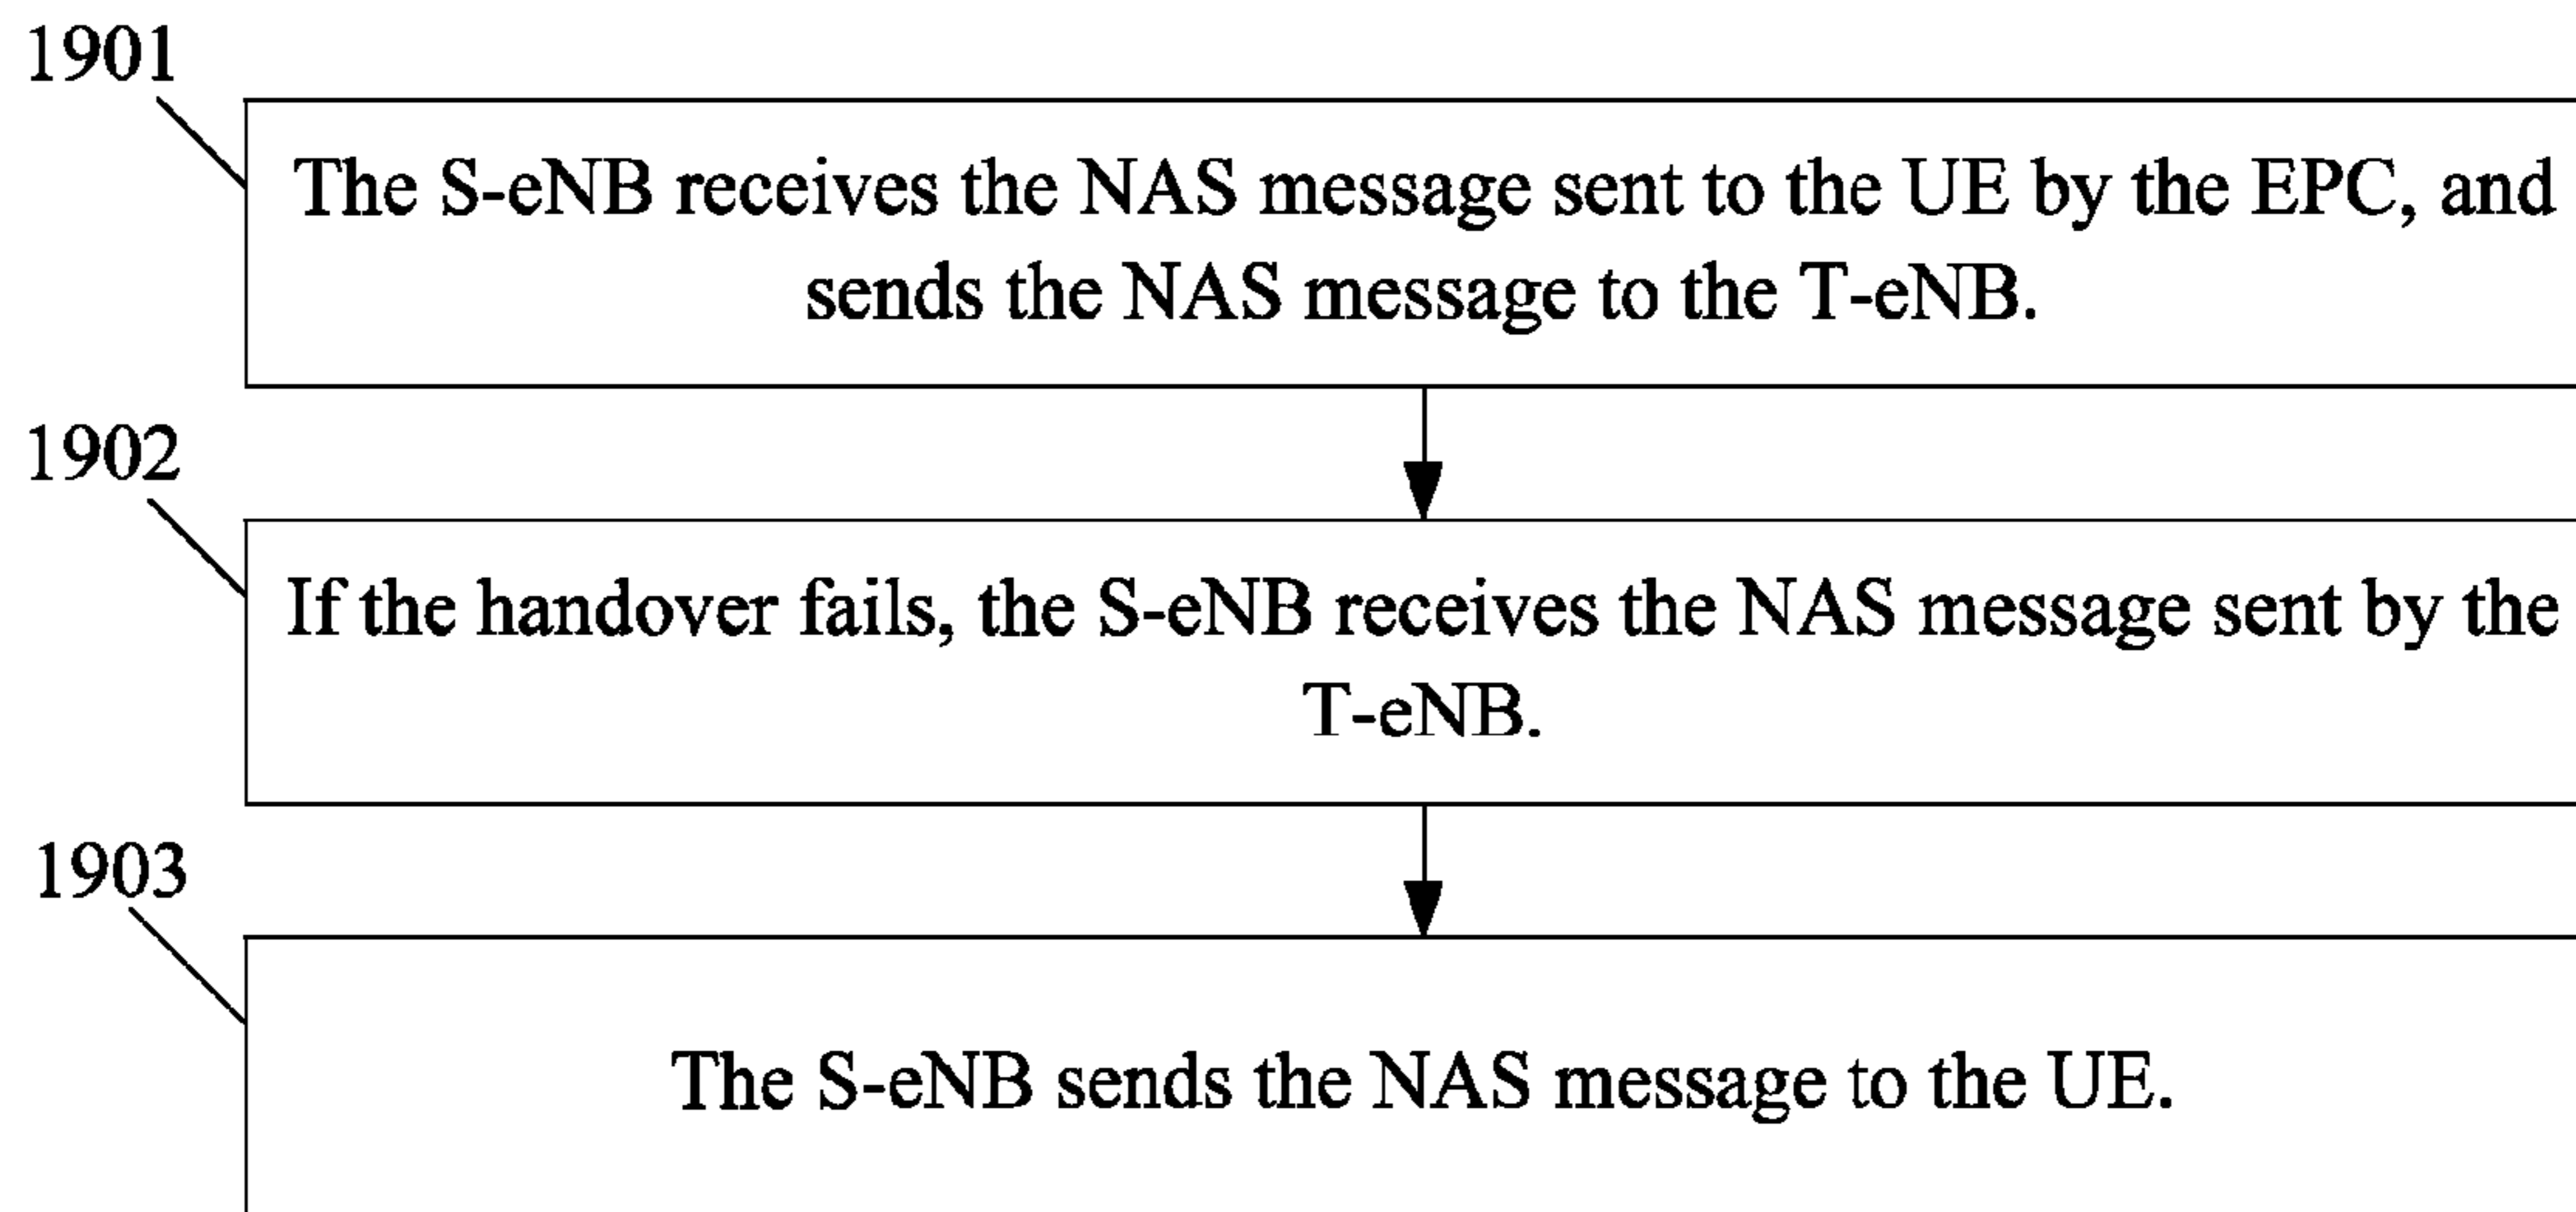 1901
The S-eNB receives the NAS message sent to the UE by the EPC, and
sends the NAS message to the T-eNB.
1902
If the handover fails, the S-eNB receives the NAS message sent by the
T-eNB.
1903
The S-eNB sends the NAS message to the UE.